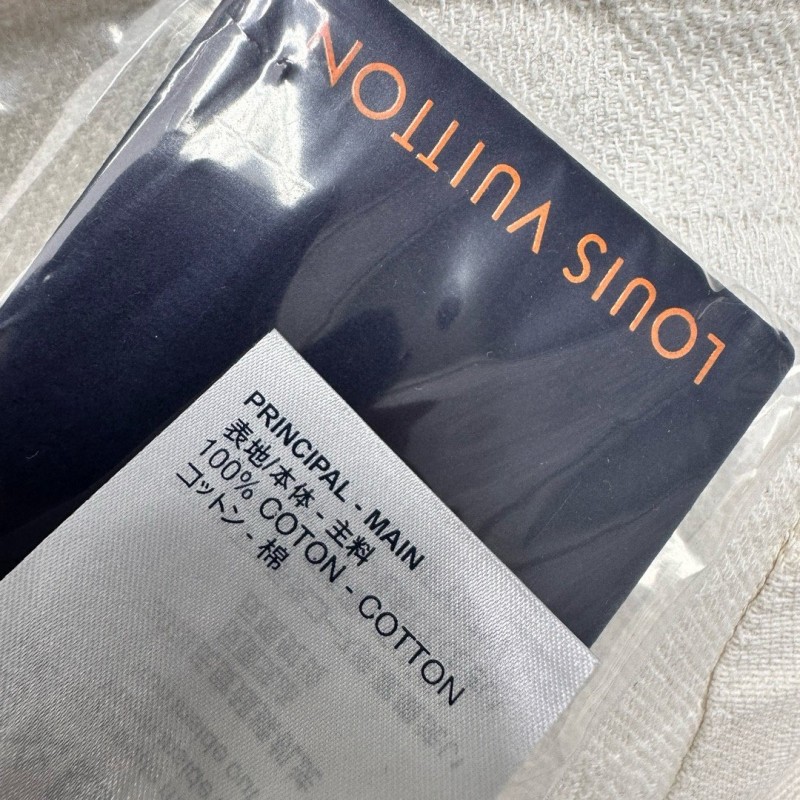 LOUIS VUITTON
PRINCIPAL - MAIN
表地/本体 - 主料
100% COTON - COTTON
コットン - 棉